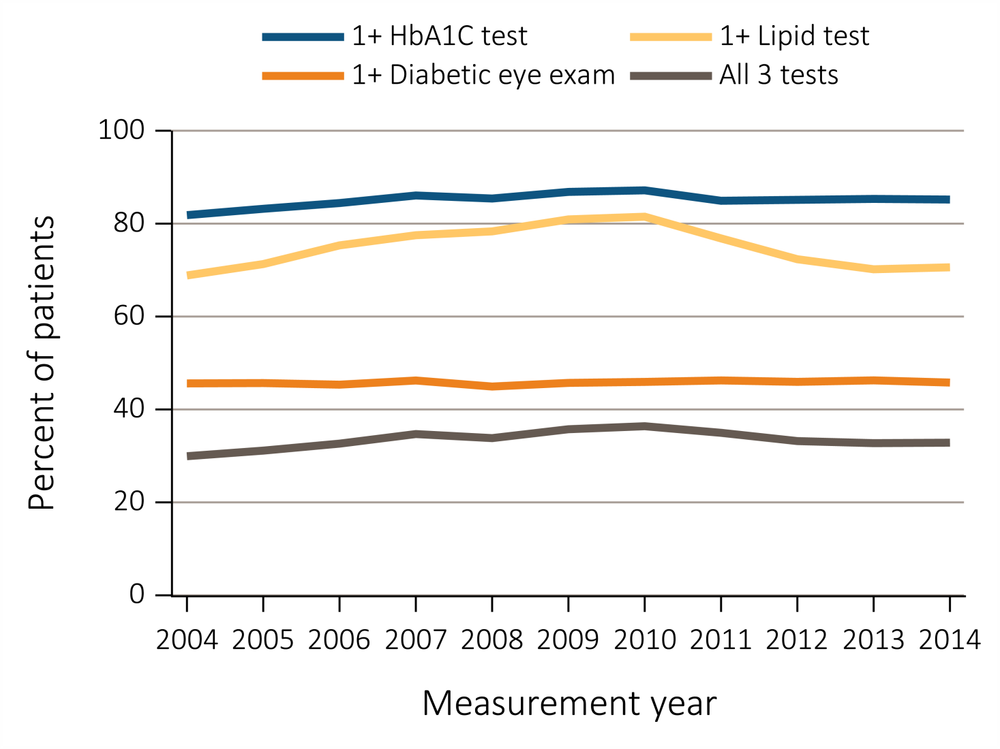 1+ HbA1C test
1+ Lipid test
1+ Diabetic eye exam
All 3 tests
100
80
60
40
20
0
Percent of patients
2004 2005 2006 2007 2008 2009 2010 2011 2012 2013 2014
Measurement year